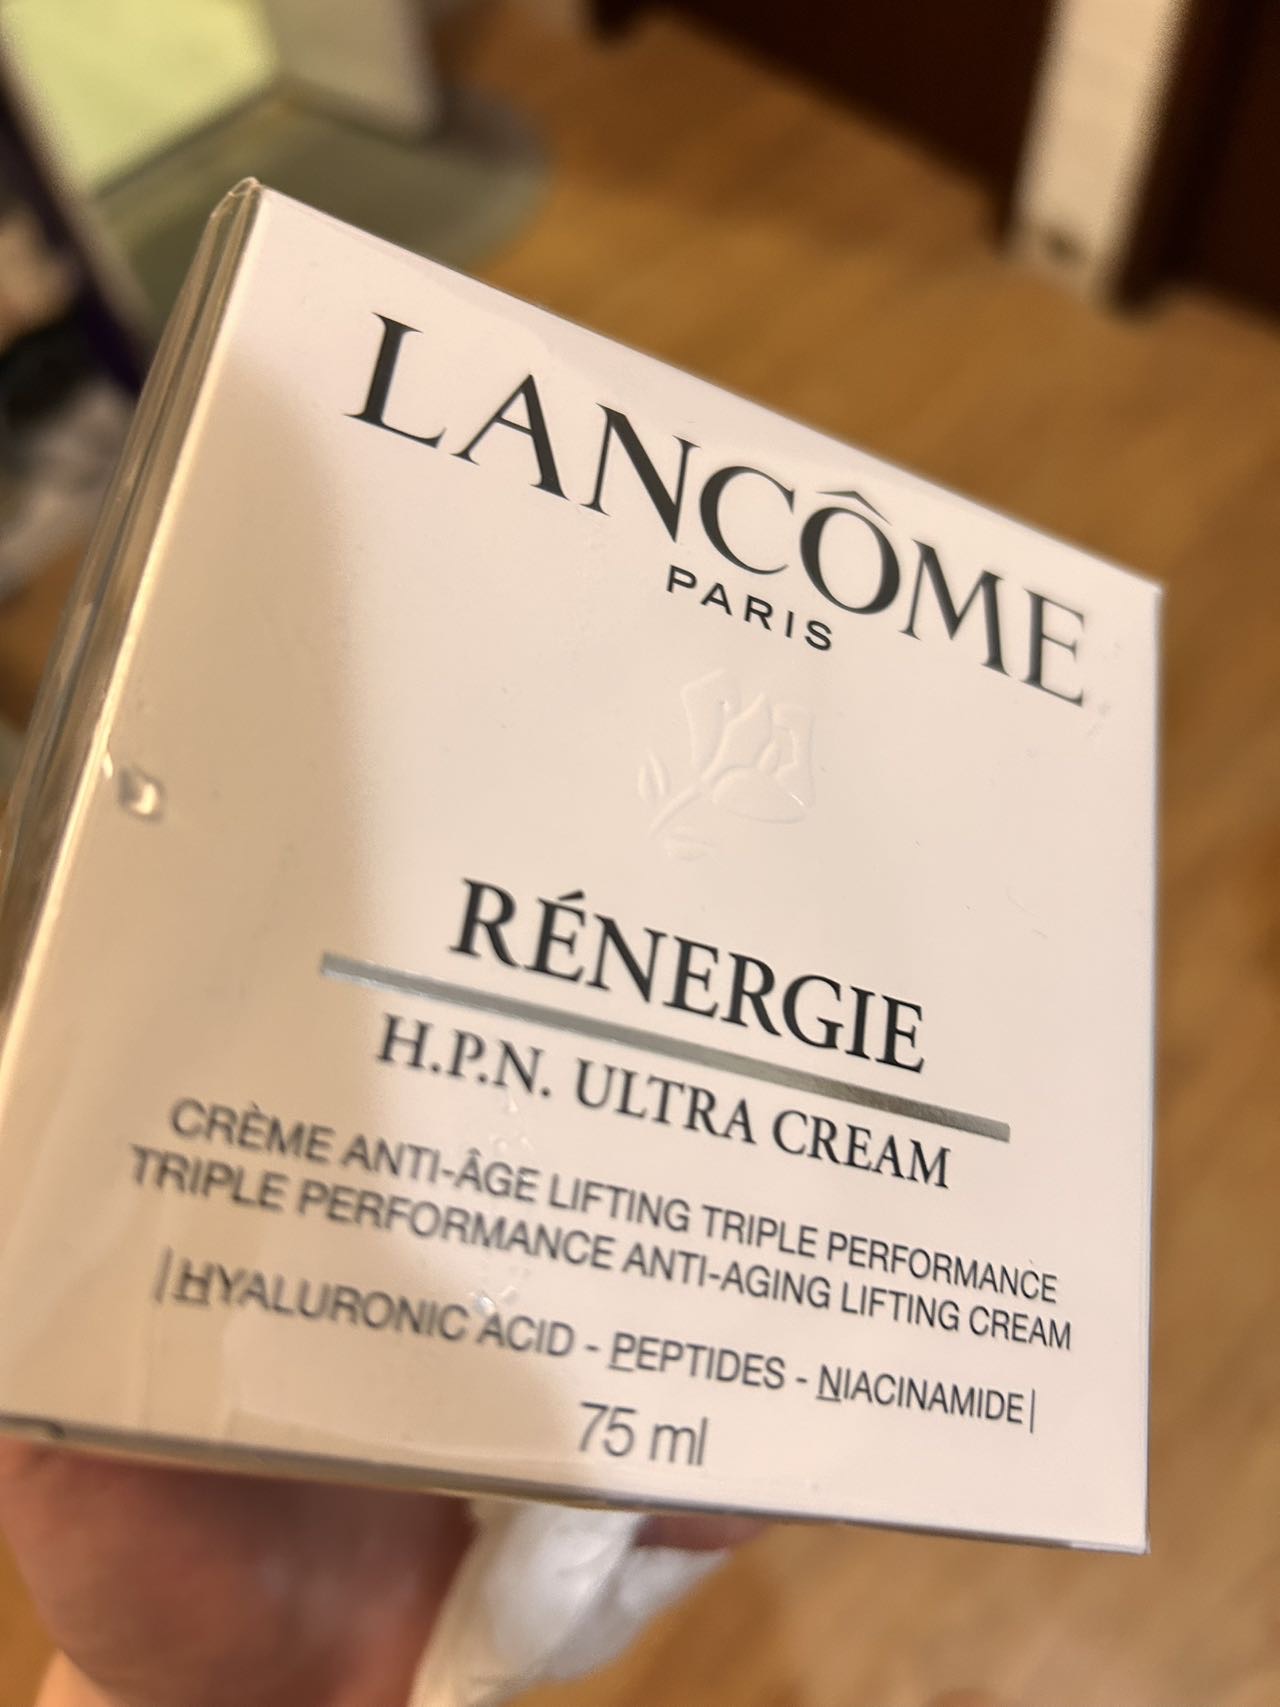 LANCÔME
PARIS
RÉNERGIE
H.P.N. ULTRA CREAM
CRÈME ANTI-ÂGE LIFTING TRIPLE PERFORMANCE
TRIPLE PERFORMANCE ANTI-AGING LIFTING CREAM
|HYALURONIC ACID - PEPTIDES - NIACINAMIDE|
75 ml